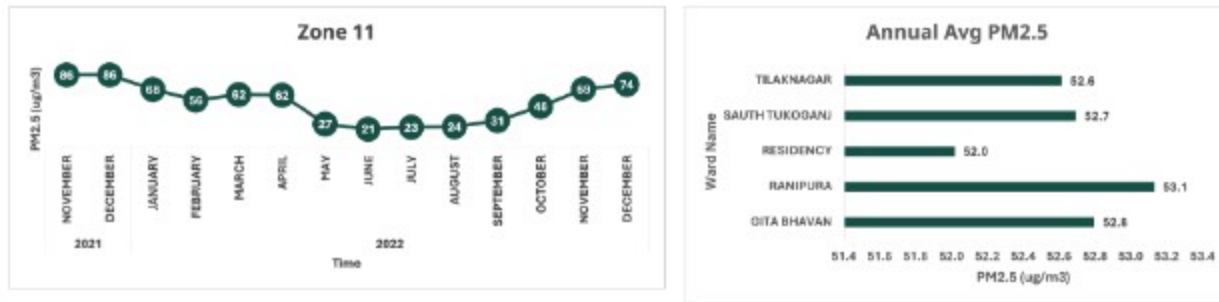 Zone 11
PM2.5 (ug/m3)
86 86 68 56 62 62 27 21 23 24 31 48 69 74
NOVEMBER DECEMBER JANUARY FEBRUARY MARCH APRIL MAY JUNE JULY AUGUST SEPTEMBER OCTOBER NOVEMBER DECEMBER
2021 2022
Time
Annual Avg PM2.5
Ward Name
TILAKNAGAR 52.6
SAUTH TUKOGANJ 52.7
RESIDENCY 52.0
RANIPURA 53.1
GITA BHAVAN 52.8
51.4 51.6 51.8 52.0 52.2 52.4 52.6 52.8 53.0 53.2 53.4
PM2.5 (ug/m3)